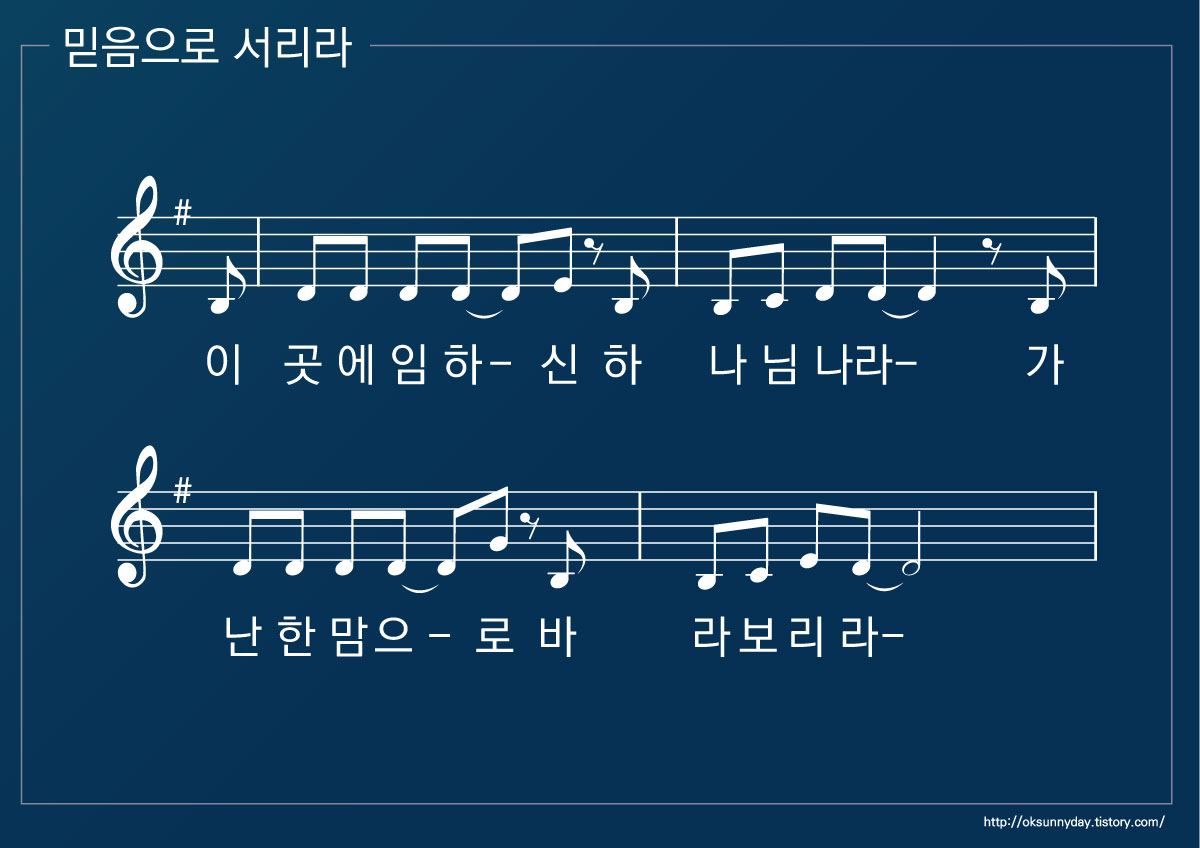 믿음으로 서리라
이 곳 에 임 하 – 신 하 나 님 나라– 가
난 한 맘 으 – 로 바 라 보 리 라–
http://oksunnyday.tistory.com/